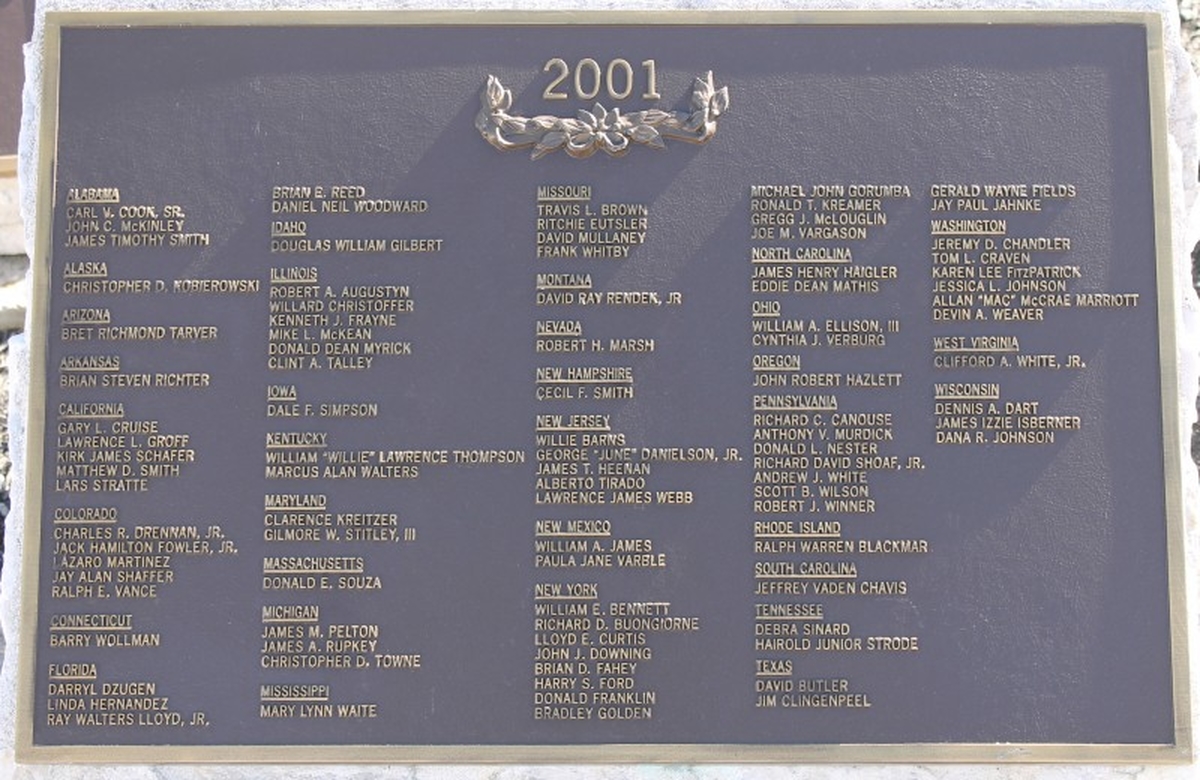 2001
ALABAMA
CARL V. COOK, SR.
JOHN C. McKINLEY
JAMES TIMOTHY SMITH
ALASKA
CHRISTOPHER D. KOBIEROWSKI
ARIZONA
BRET RICHMOND TARVER
ARKANSAS
BRIAN STEVEN RICHTER
CALIFORNIA
GARY L. CRUISE
LAWRENCE L. GROFF
KIRK JAMES SCHAFER
MATTHEW D. SMITH
LARS STRATTE
COLORADO
CHARLES R. DRENNAN, JR.
JACK HAMILTON FOWLER, JR.
LAZARO MARTINEZ
JAY ALAN SHAFFER
RALPH E. VANCE
CONNECTICUT
BARRY WOLLMAN
FLORIDA
DARRYL DZUGEN
LINDA HERNANDEZ
RAY WALTERS LLOYD, JR.
BRIAN B. REED
DANIEL NEIL WOODWARD
IDAHO
DOUGLAS WILLIAM GILBERT
ILLINOIS
ROBERT A. AUGUSTYN
WILLARD CHRISTOFFER
KENNETH J. FRAYNE
MIKE L. McKEAN
DONALD DEAN MYRICK
CLINT A. TALLEY
IOWA
DALE F. SIMPSON
KENTUCKY
WILLIAM "WILLIE" LAWRENCE THOMPSON
MARCUS ALAN WALTERS
MARYLAND
CLARENCE KREITZER
GILMORE W. STITLEY, III
MASSACHUSETTS
DONALD E. SOUZA
MICHIGAN
JAMES M. PELTON
JAMES A. RUPKEY
CHRISTOPHER D. TOWNE
MISSISSIPPI
MARY LYNN WAITE
MISSOURI
TRAVIS L. BROWN
RITCHIE EUTSLER
DAVID MULLANEY
FRANK WHITBY
MONTANA
DAVID RAY RENDEK, JR
NEVADA
ROBERT H. MARSH
NEW HAMPSHIRE
CECIL F. SMITH
NEW JERSEY
WILLIE BARNS
GEORGE "JUNE" DANIELSON, JR.
JAMES T. HEENAN
ALBERTO TIRADO
LAWRENCE JAMES WEBB
NEW MEXICO
WILLIAM A. JAMES
PAULA JANE VARBLE
NEW YORK
WILLIAM E. BENNETT
RICHARD D. BUONGIORNE
LLOYD E. CURTIS
JOHN J. DOWNING
BRIAN D. FAHEY
HARRY S. FORD
DONALD FRANKLIN
BRADLEY GOLDEN
MICHAEL JOHN GORUMBA
RONALD T. KREAMER
GREGG J. McLOUGLIN
JOE M. VARGASON
NORTH CAROLINA
JAMES HENRY HAIGLER
EDDIE DEAN MATHIS
OHIO
WILLIAM A. ELLISON, III
CYNTHIA J. VERBURG
OREGON
JOHN ROBERT HAZLETT
PENNSYLVANIA
RICHARD C. CANOUSE
ANTHONY V. MURDICK
DONALD L. NESTER
RICHARD DAVID SHOAF, JR.
ANDREW J. WHITE
SCOTT B. WILSON
ROBERT J. WINNER
RHODE ISLAND
RALPH WARREN BLACKMAR
SOUTH CAROLINA
JEFFREY VADEN CHAVIS
TENNESSEE
DEBRA SINARD
HAIROLD JUNIOR STRODE
TEXAS
DAVID BUTLER
JIM CLINGENPEEL
GERALD WAYNE FIELDS
JAY PAUL JAHNKE
WASHINGTON
JEREMY D. CHANDLER
TOM L. CRAVEN
KAREN LEE FITZPATRICK
JESSICA L. JOHNSON
ALLAN "MAC" McCRAE MARRIOTT
DEVIN A. WEAVER
WEST VIRGINIA
CLIFFORD A. WHITE, JR.
WISCONSIN
DENNIS A. DART
JAMES IZZIE ISBERNER
DANA R. JOHNSON